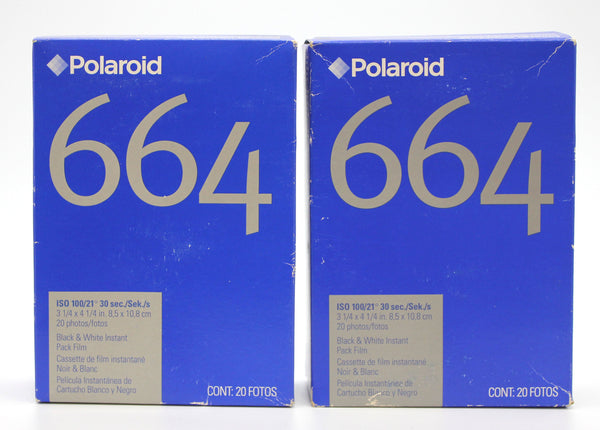 Polaroid
664
ISO 100/21° 30 sec./Sek./s
3 1/4 x 4 1/4 in. 8,5 x 10,8 cm
20 photos/fotos
Black & White Instant
Pack Film
Cassette de film instantané
Noir & Blanc
Película Instantánea de
Cartucho Blanco y Negro
CONT: 20 FOTOS
Polaroid
664
ISO 100/21° 30 sec./Sek./s
3 1/4 x 4 1/4 in. 8,5 x 10,8 cm
20 photos/fotos
Black & White Instant
Pack Film
Cassette de film instantané
Noir & Blanc
Película Instantánea de
Cartucho Blanco y Negro
CONT: 20 FOTOS